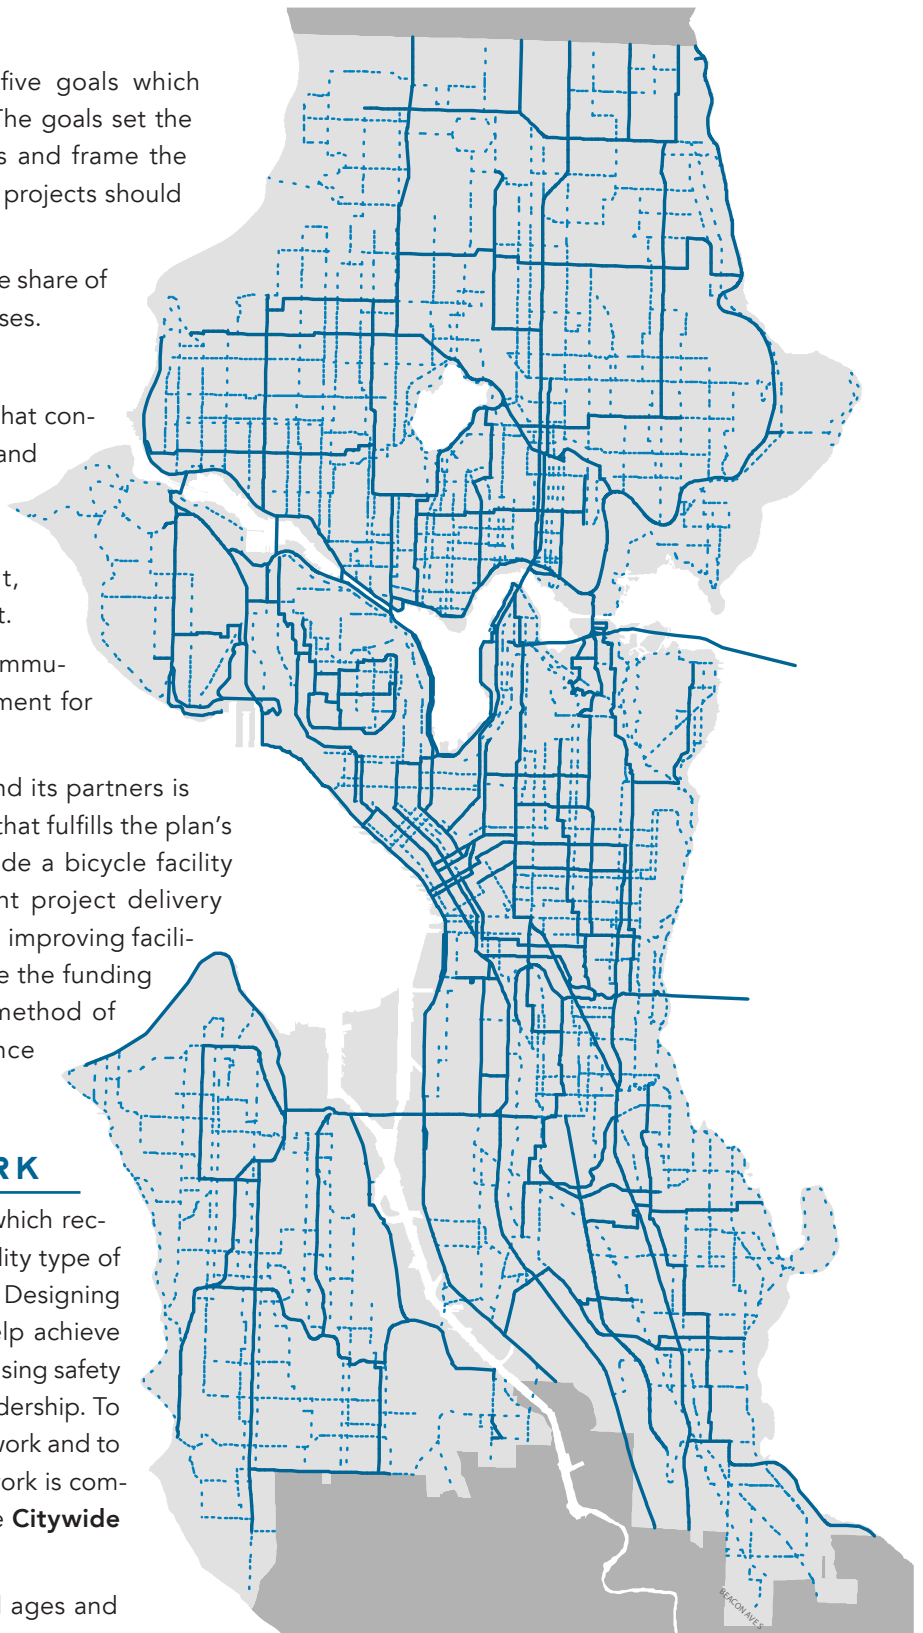 five goals which
The goals set the
s and frame the
projects should
e share of
ses.
hat con-
and
t,
t.
ommu-
ment for
nd its partners is
that fulfills the plan’s
de a bicycle facility
nt project delivery
improving facili-
e the funding
method of
nce
RK
which rec-
lity type of
Designing
elp achieve
sing safety
dership. To
work and to
ork is com-
e Citywide
l ages and
BEACON AVE S